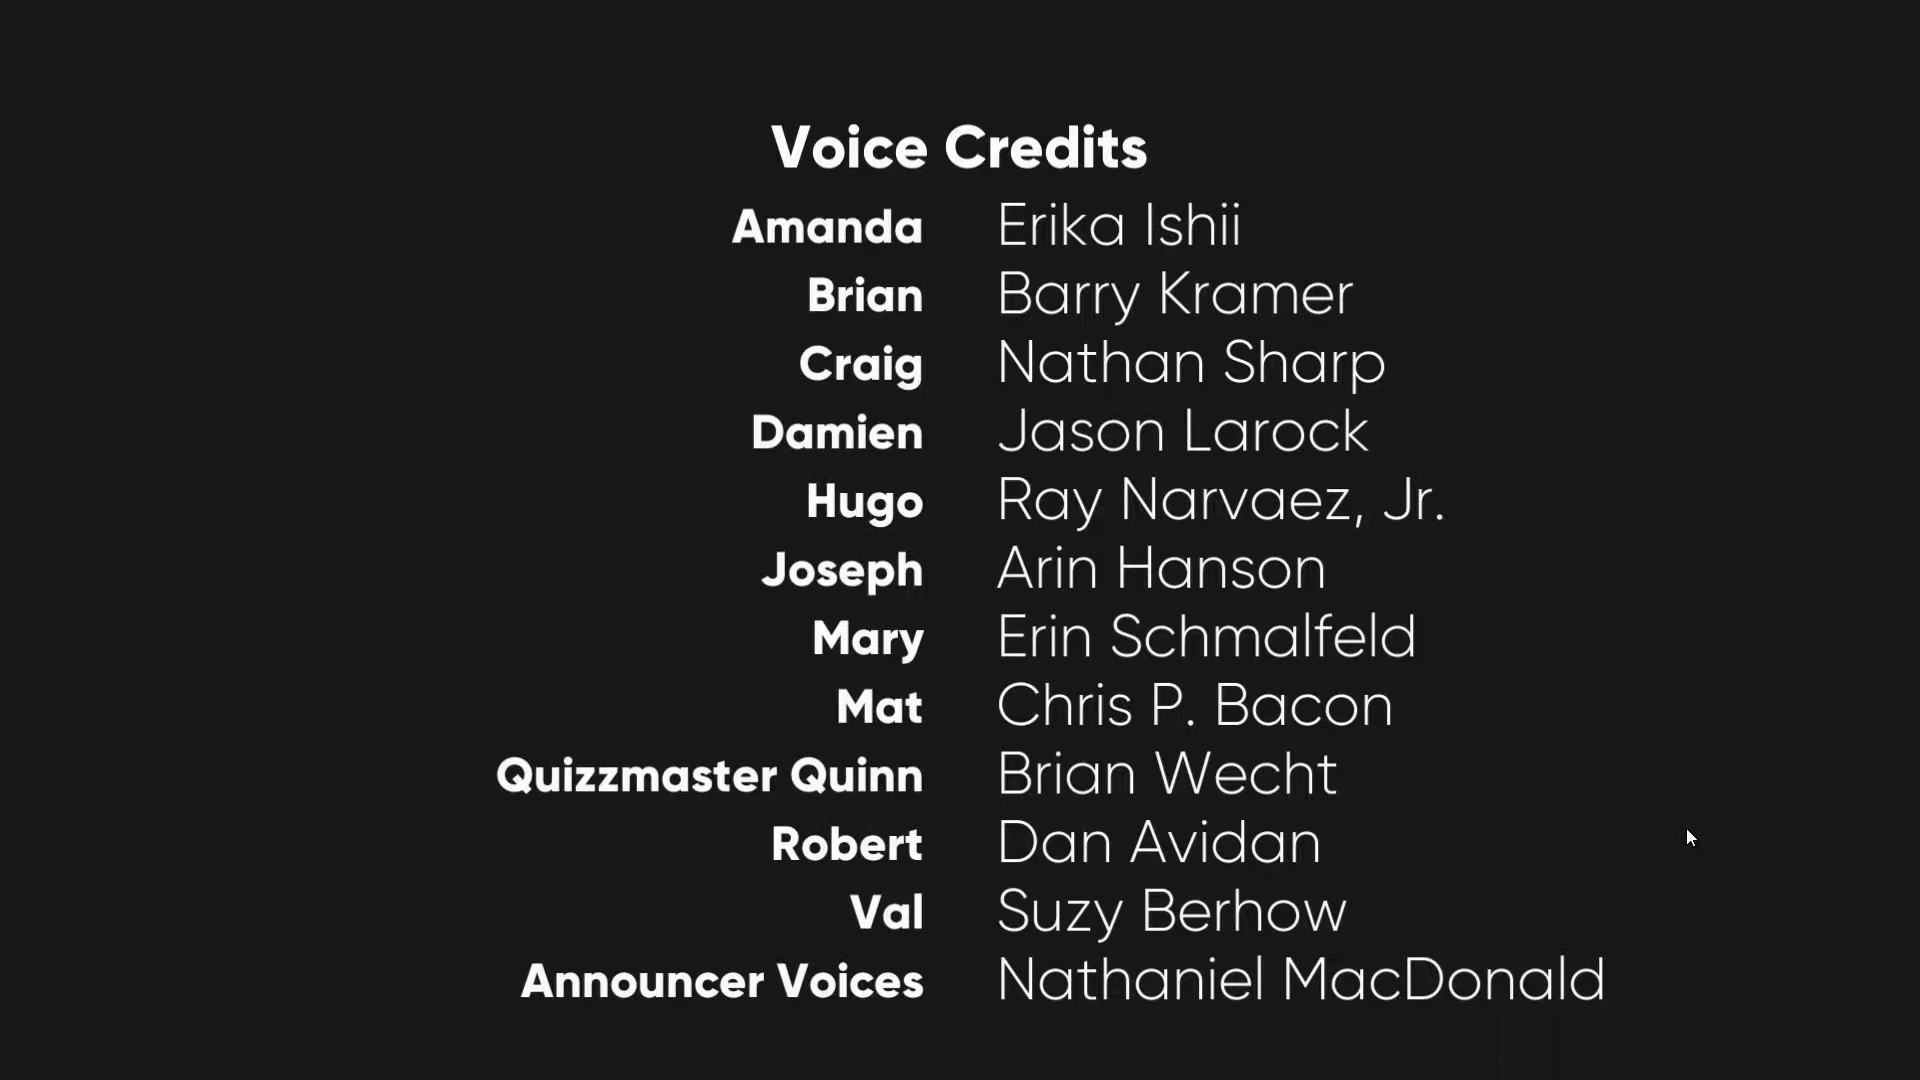 Voice Credits
Amanda Erika Ishii
Brian Barry Kramer
Craig Nathan Sharp
Damien Jason Larock
Hugo Ray Narvaez, Jr.
Joseph Arin Hanson
Mary Erin Schmalfeld
Mat Chris P. Bacon
Quizzmaster Quinn Brian Wecht
Robert Dan Avidan
Val Suzy Berhow
Announcer Voices Nathaniel MacDonald